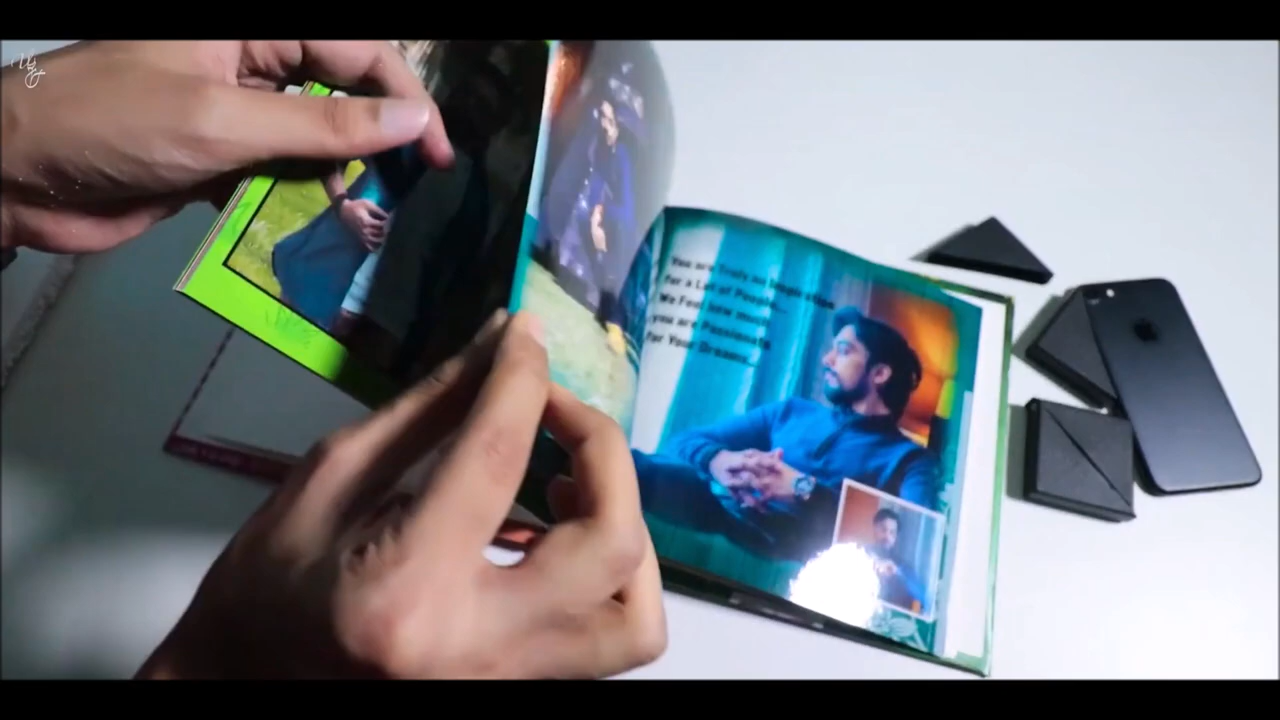 You are Truly an Inspiration
for a Lot of People...
We Feel how much
you are Passionate
for Your Dreams...